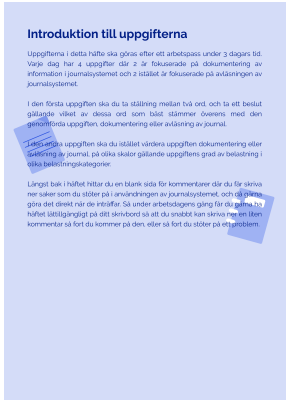 Introduktion till uppgifterna
Uppgifterna i detta häfte ska göras efter ett arbetspass under 3 dagars tid.
Varje dag har 4 uppgifter där 2 är fokuserade på dokumentering av
information i journalsystemet och 2 istället är fokuserade på avläsningen av
journalsystemet.
I den första uppgiften ska du ta ställning mellan två ord, och ta ett beslut
gällande vilket av dessa ord som bäst stämmer överens med den
genomförda uppgiften, dokumentering eller avläsning av journal.
I den andra uppgiften ska du istället värdera uppgiften dokumentering eller
avläsning av journal, på olika skalor gällande uppgiftens grad av belastning i
olika belastningskategorier.
Längst bak i häftet hittar du en blank sida för kommentarer där du får skriva
ner saker som du stöter på i användningen av journalsystemet, och då gärna
göra det direkt när de inträffar. Så under arbetsdagens gång får du gärna ha
häftet lättillgängligt på ditt skrivbord så att du snabbt kan skriva ner en liten
kommentar så fort du kommer på den, eller så fort du stöter på ett problem.